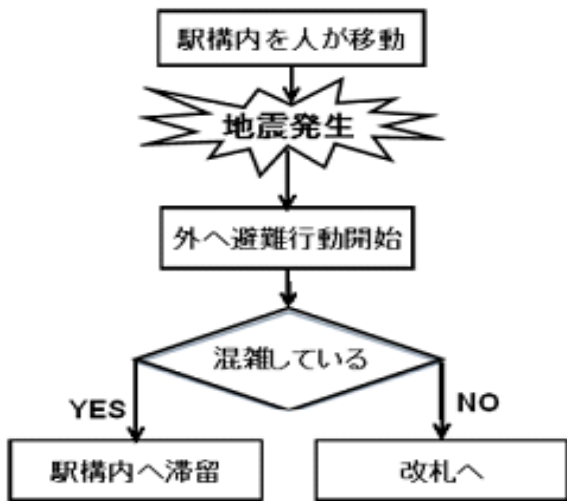 駅構内を人が移動
地震発生
外へ避難行動開始
混雑している
YES
NO
駅構内へ滞留
改札へ